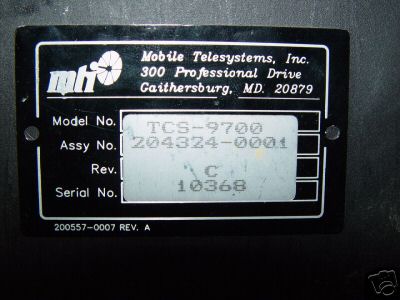 mti
Mobile Telesystems, Inc.
300 Professional Drive
Gaithersburg, MD. 20879
Model No. TCS-9700
Assy No. 204324-0001
Rev. C
Serial No. 10368
200557-0007 REV. A
ebY